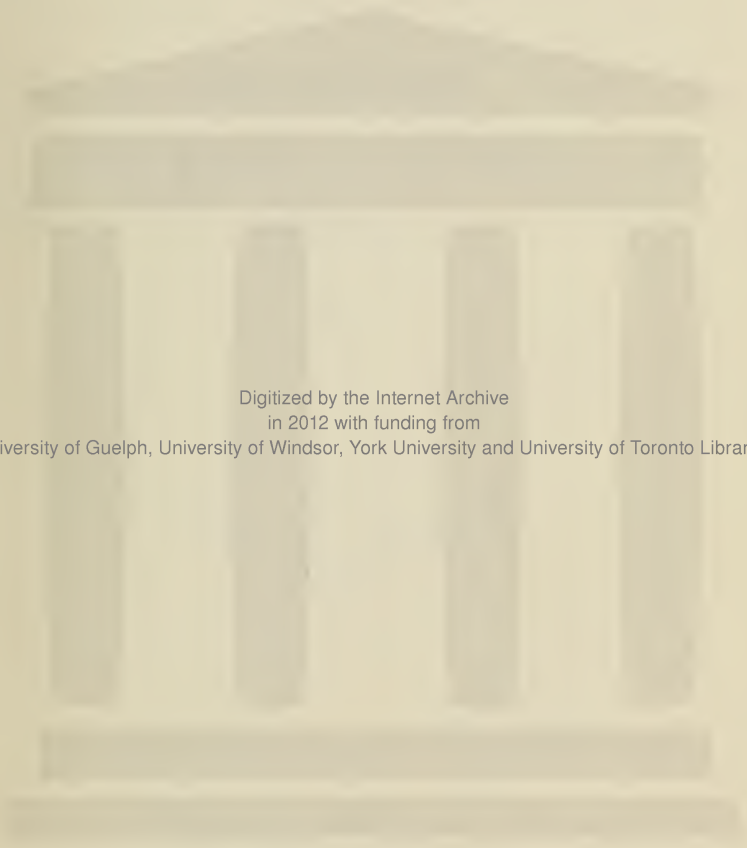 Digitized by the Internet Archive
in 2012 with funding from
iversity of Guelph, University of Windsor, York University and University of Toronto Librar